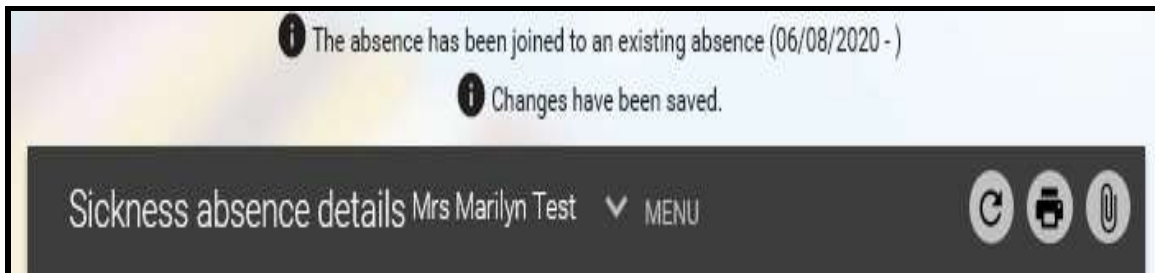 The absence has been joined to an existing absence (06/08/2020 - )
Changes have been saved.
Sickness absence details Mrs Marilyn Test MENU